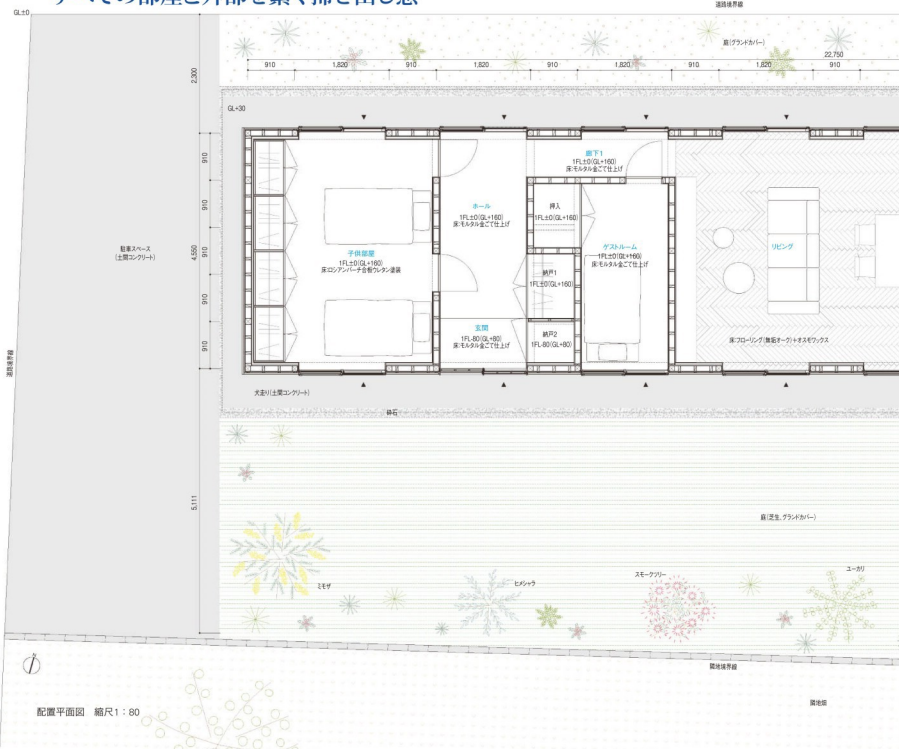 すべての部屋と外部を繋ぐ掃き出し窓
GL±0
道路境界線
庭(グランドカバー)
22,750
910
1,820
910
1,820
910
1,820
910
1,820
910
2,300
GL+30
910
910
4,550
910
910
910
駐車スペース
(土間コンクリート)
道路境界線
廊下1
1FL±0(GL+160)
床:モルタル金ごて仕上げ
ホール
1FL±0(GL+160)
床:モルタル金ごて仕上げ
押入
1FL±0(GL+160)
子供部屋
1FL±0(GL+160)
床:ロシアンバーチ合板ウレタン塗装
ゲストルーム
1FL±0(GL+160)
床:モルタル金ごて仕上げ
リビング
納戸1
1FL±0(GL+160)
玄関
1FL-80(GL+80)
床:モルタル金ごて仕上げ
納戸2
1FL-80(GL+80)
床:フローリング(無垢オーク)+オスモワックス
犬走り(土間コンクリート)
砕石
5,111
庭(芝生、グランドカバー)
ミモザ
ヒメシャラ
スモークツリー
ユーカリ
隣地境界線
隣地畑
配置平面図 縮尺1:80